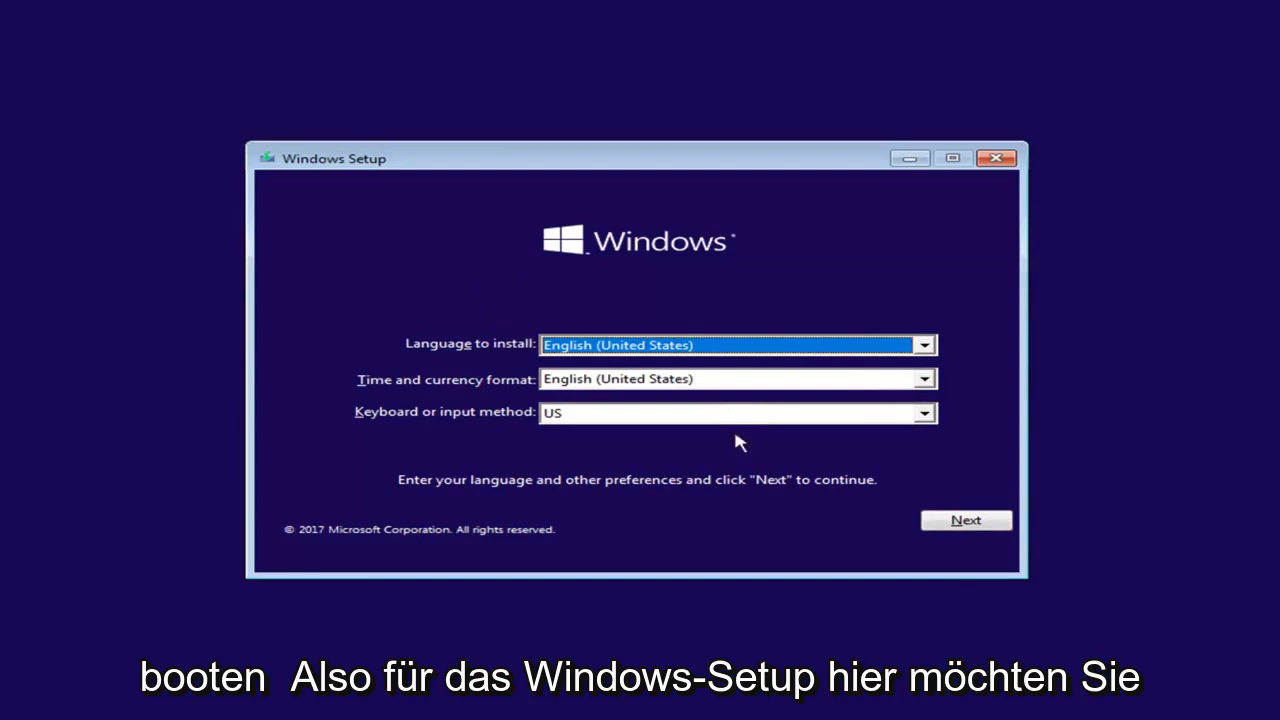 Windows Setup
Windows
Language to install: English (United States)
Time and currency format: English (United States)
Keyboard or input method: US
Enter your language and other preferences and click "Next" to continue.
© 2017 Microsoft Corporation. All rights reserved.
Next
booten Also für das Windows-Setup hier möchten Sie